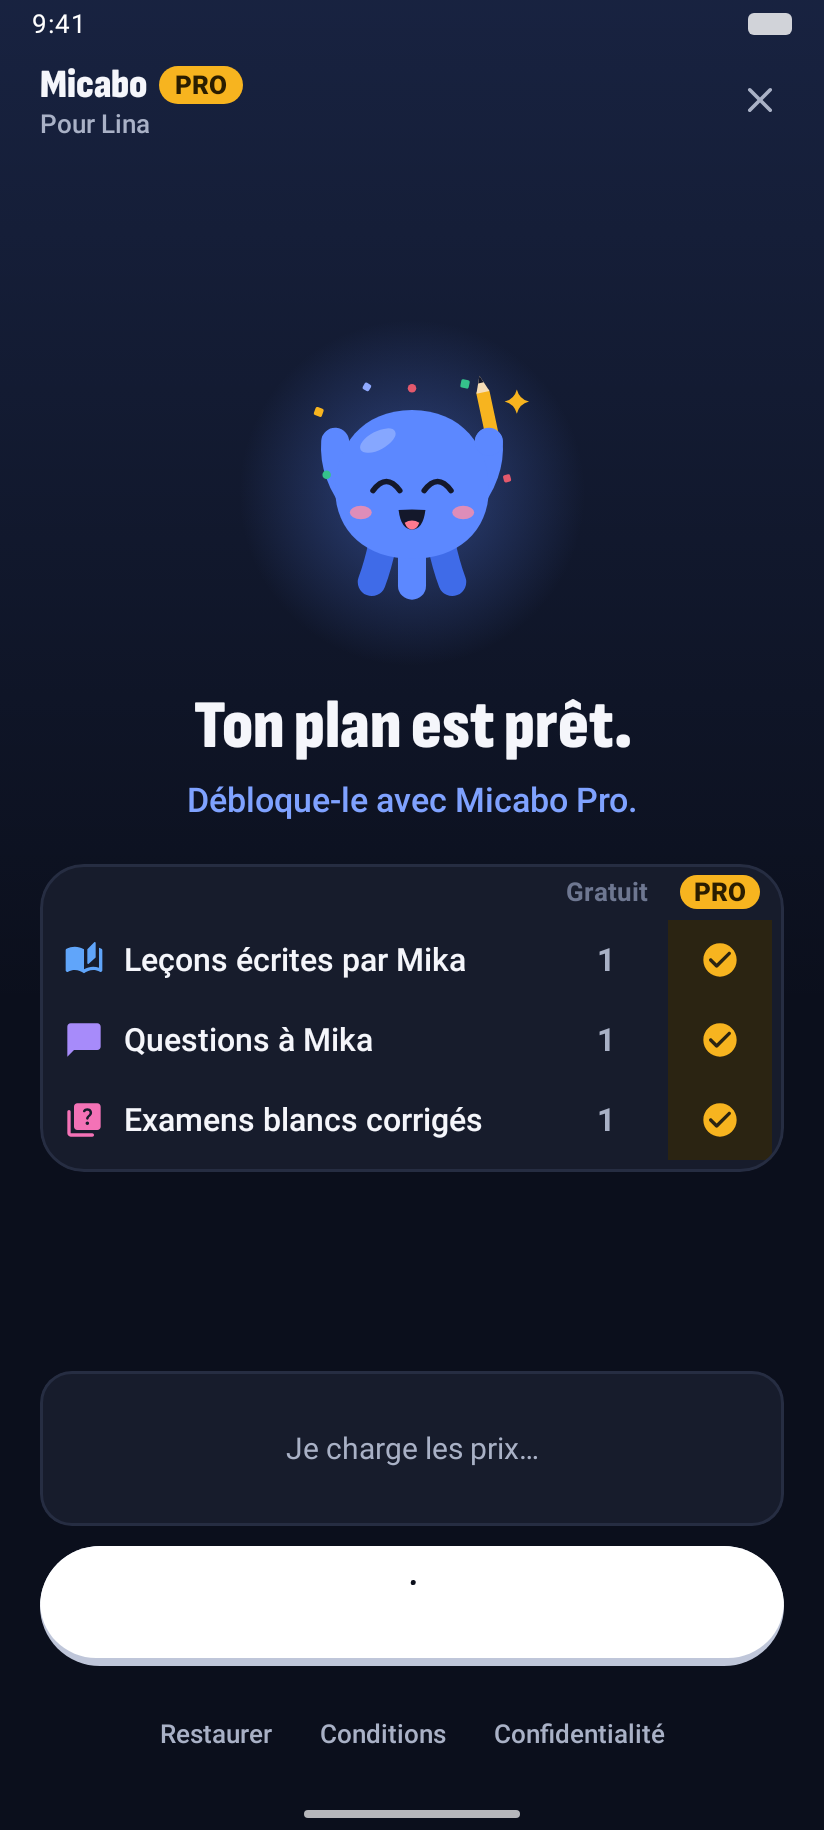 9:41
Micabo PRO
Pour Lina
Ton plan est prêt.
Débloque-le avec Micabo Pro.
Gratuit PRO
Leçons écrites par Mika 1
Questions à Mika 1
? Examens blancs corrigés 1
Je charge les prix…
Restaurer Conditions Confidentialité